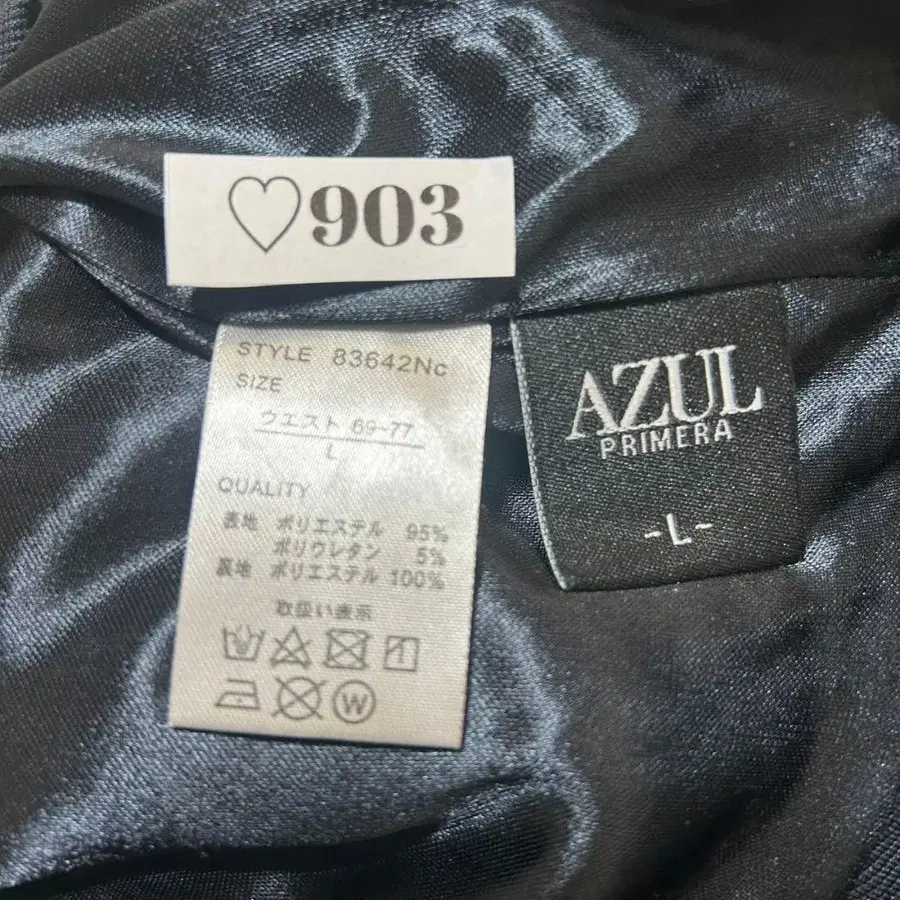 ♡903
STYLE 83642Nc
SIZE
ウエスト 69~77
L
QUALITY
表地 ポリエステル 95%
ポリウレタン 5%
裏地 ポリエステル 100%
取扱い表示
W
AZUL
PRIMERA
-L-